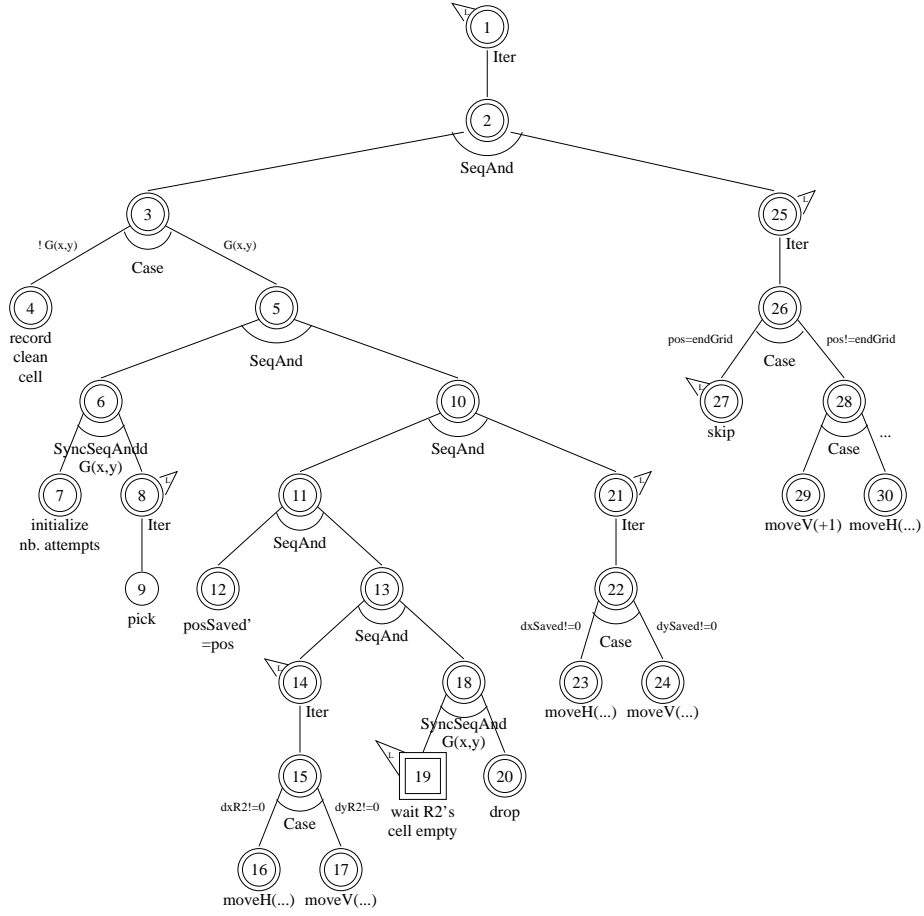 L
1
Iter
2
SeqAnd
3
25
L
Iter
! G(x,y)
G(x,y)
Case
4
record
clean
cell
5
SeqAnd
26
pos=endGrid
pos!=endGrid
Case
6
SyncSeqAndd
G(x,y)
10
SeqAnd
L
27
skip
28
Case
...
7
initialize
nb. attempts
8
L
Iter
11
SeqAnd
21
L
Iter
29
moveV(+1)
30
moveH(...)
9
pick
12
posSaved'
=pos
13
SeqAnd
22
dxSaved!=0
dySaved!=0
Case
L
14
Iter
18
SyncSeqAnd
G(x,y)
23
moveH(...)
24
moveV(...)
15
dxR2!=0
dyR2!=0
Case
L
19
wait R2's
cell empty
20
drop
16
moveH(...)
17
moveV(...)